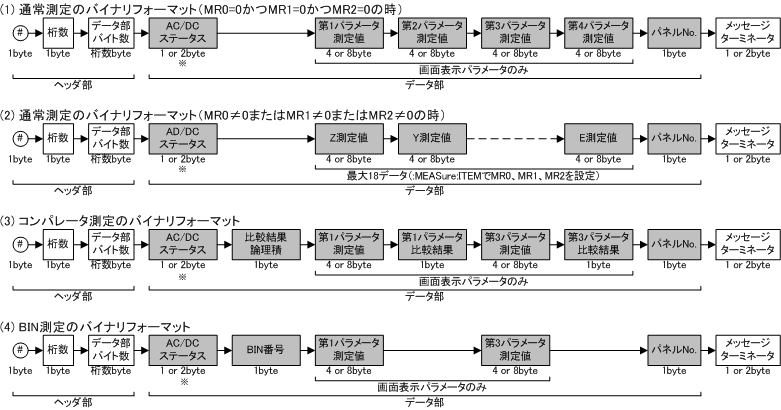 (1) 通常測定のバイナリフォーマット(MR0=0かつMR1=0かつMR2=0の時)
# 桁数 データ部バイト数 AC/DCステータス 第1パラメータ測定値 第2パラメータ測定値 第3パラメータ測定値 第4パラメータ測定値 パネルNo. メッセージターミネータ
1byte 1byte 桁数byte 1 or 2byte 4 or 8byte 4 or 8byte 4 or 8byte 4 or 8byte 1byte 1 or 2byte
※
画面表示パラメータのみ
ヘッダ部 データ部
(2) 通常測定のバイナリフォーマット(MR0≠0またはMR1≠0またはMR2≠0の時)
# 桁数 データ部バイト数 AD/DCステータス Z測定値 Y測定値 E測定値 パネルNo. メッセージターミネータ
1byte 1byte 桁数byte 1 or 2byte 4 or 8byte 4 or 8byte 4 or 8byte 1byte 1 or 2byte
※
最大18データ(:MEASure:ITEMでMR0、MR1、MR2を設定)
ヘッダ部 データ部
(3) コンパレータ測定のバイナリフォーマット
# 桁数 データ部バイト数 AC/DCステータス 比較結果論理積 第1パラメータ測定値 第1パラメータ比較結果 第3パラメータ測定値 第3パラメータ比較結果 パネルNo. メッセージターミネータ
1byte 1byte 桁数byte 1 or 2byte 1byte 4 or 8byte 1byte 4 or 8byte 1byte 1byte 1 or 2byte
※
画面表示パラメータのみ
ヘッダ部 データ部
(4) BIN測定のバイナリフォーマット
# 桁数 データ部バイト数 AC/DCステータス BIN番号 第1パラメータ測定値 第3パラメータ測定値 パネルNo. メッセージターミネータ
1byte 1byte 桁数byte 1 or 2byte 1byte 4 or 8byte 4 or 8byte 1byte 1 or 2byte
※
画面表示パラメータのみ
ヘッダ部 データ部